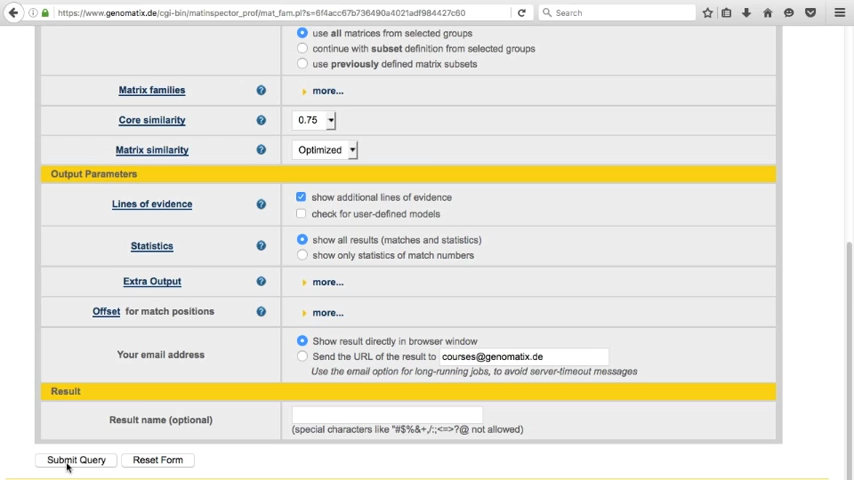 https://www.genomatix.de/cgi-bin/matinspector_prof/mat_fam.pl?s=6f4acc67b736490a4021adf984427c60
Search
use all matrices from selected groups
continue with subset definition from selected groups
use previously defined matrix subsets
Matrix families
more...
Core similarity
0.75
Matrix similarity
Optimized
Output Parameters
Lines of evidence
show additional lines of evidence
check for user-defined models
Statistics
show all results (matches and statistics)
show only statistics of match numbers
Extra Output
more...
Offset for match positions
more...
Your email address
Show result directly in browser window
Send the URL of the result to courses@genomatix.de
Use the email option for long-running jobs, to avoid server-timeout messages
Result
Result name (optional)
(special characters like "#$%&+,/:;<=>?@ not allowed)
Submit Query
Reset Form